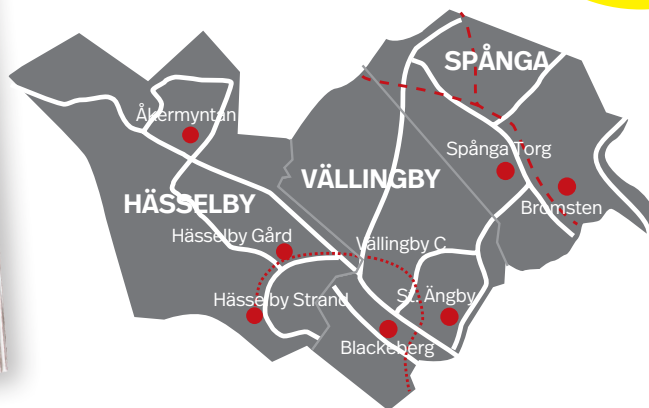 SPÅNGA
Åkermyntan
Spånga Torg
VÄLLINGBY
HÄSSELBY
Bromsten
Hässelby Gård
Vällingby C
Hässelby Strand
St. Ängby
Blackeberg